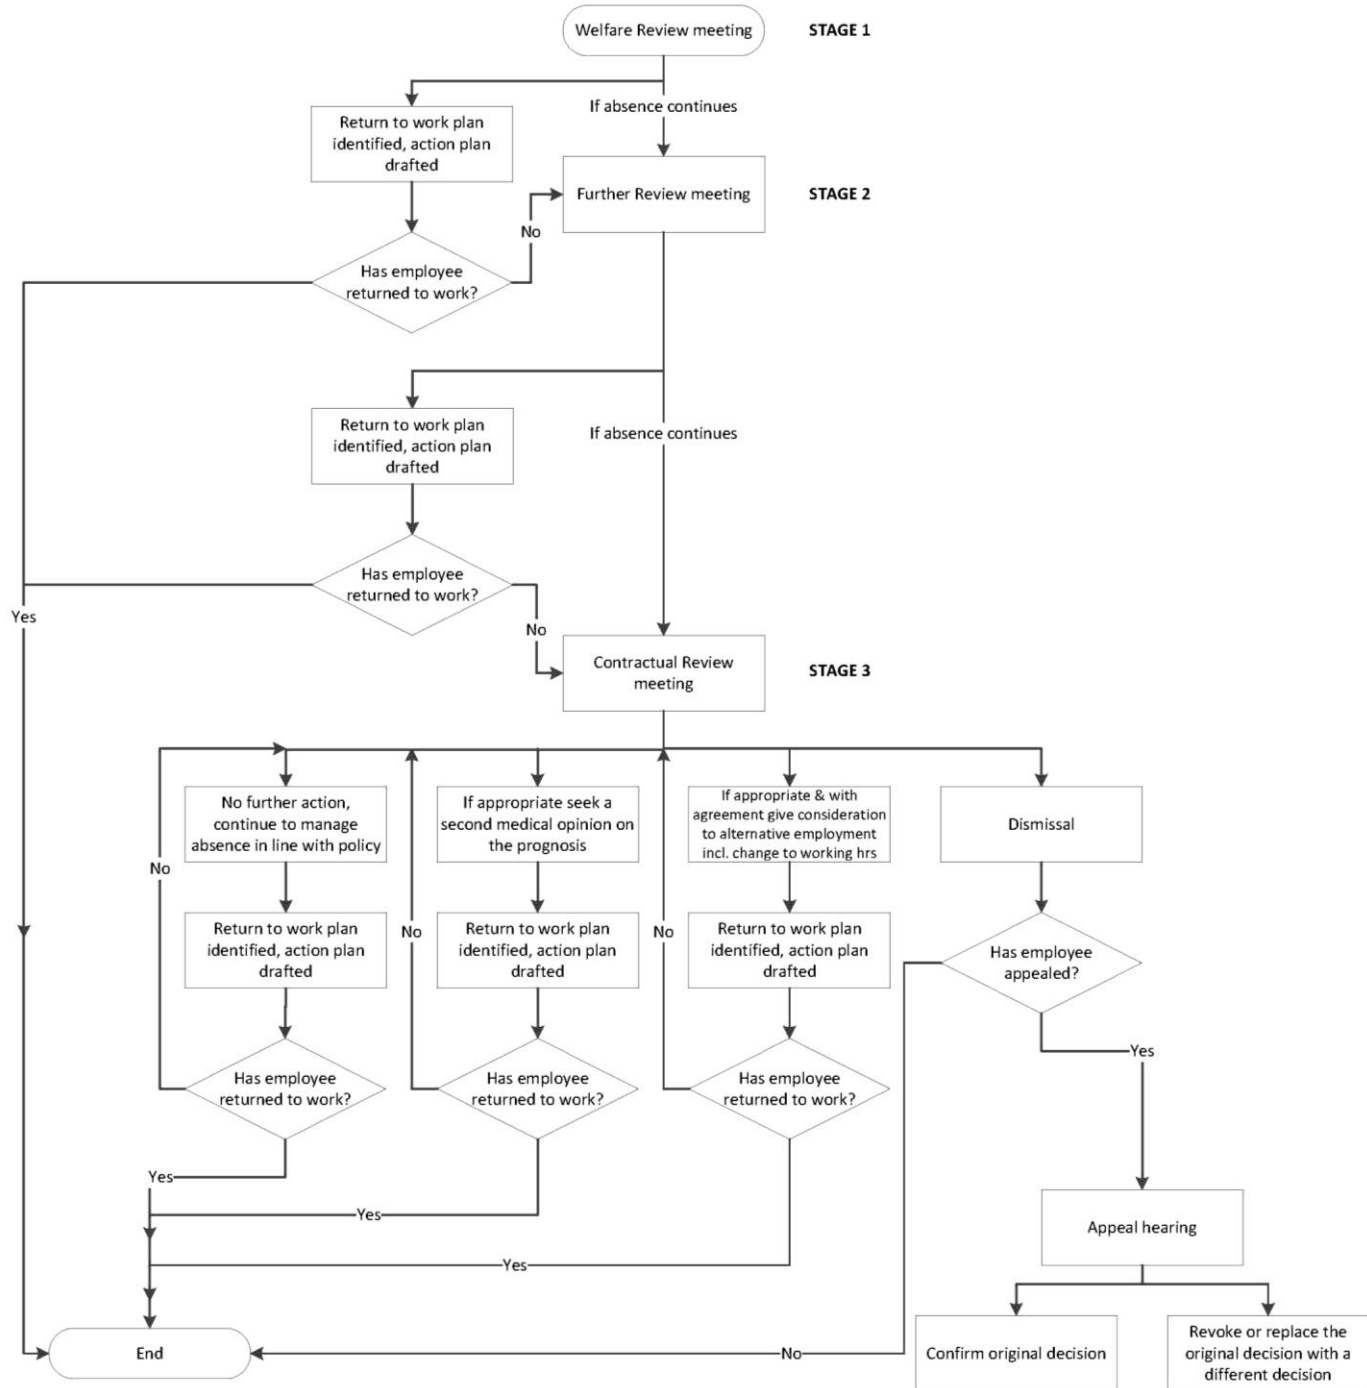 Welfare Review meeting
STAGE 1
If absence continues
Return to work plan
identified, action plan
drafted
Further Review meeting
STAGE 2
No
Has employee
returned to work?
Return to work plan
identified, action plan
drafted
If absence continues
Has employee
returned to work?
Yes
No
Contractual Review
meeting
STAGE 3
No further action,
continue to manage
absence in line with policy
If appropriate seek a
second medical opinion on
the prognosis
If appropriate & with
agreement give consideration
to alternative employment
incl. change to working hrs
Dismissal
No
No
No
Return to work plan
identified, action plan
drafted
Return to work plan
identified, action plan
drafted
Return to work plan
identified, action plan
drafted
Has employee
appealed?
Yes
Has employee
returned to work?
Has employee
returned to work?
Has employee
returned to work?
Yes
Yes
Yes
Appeal hearing
End
No
Confirm original decision
Revoke or replace the
original decision with a
different decision